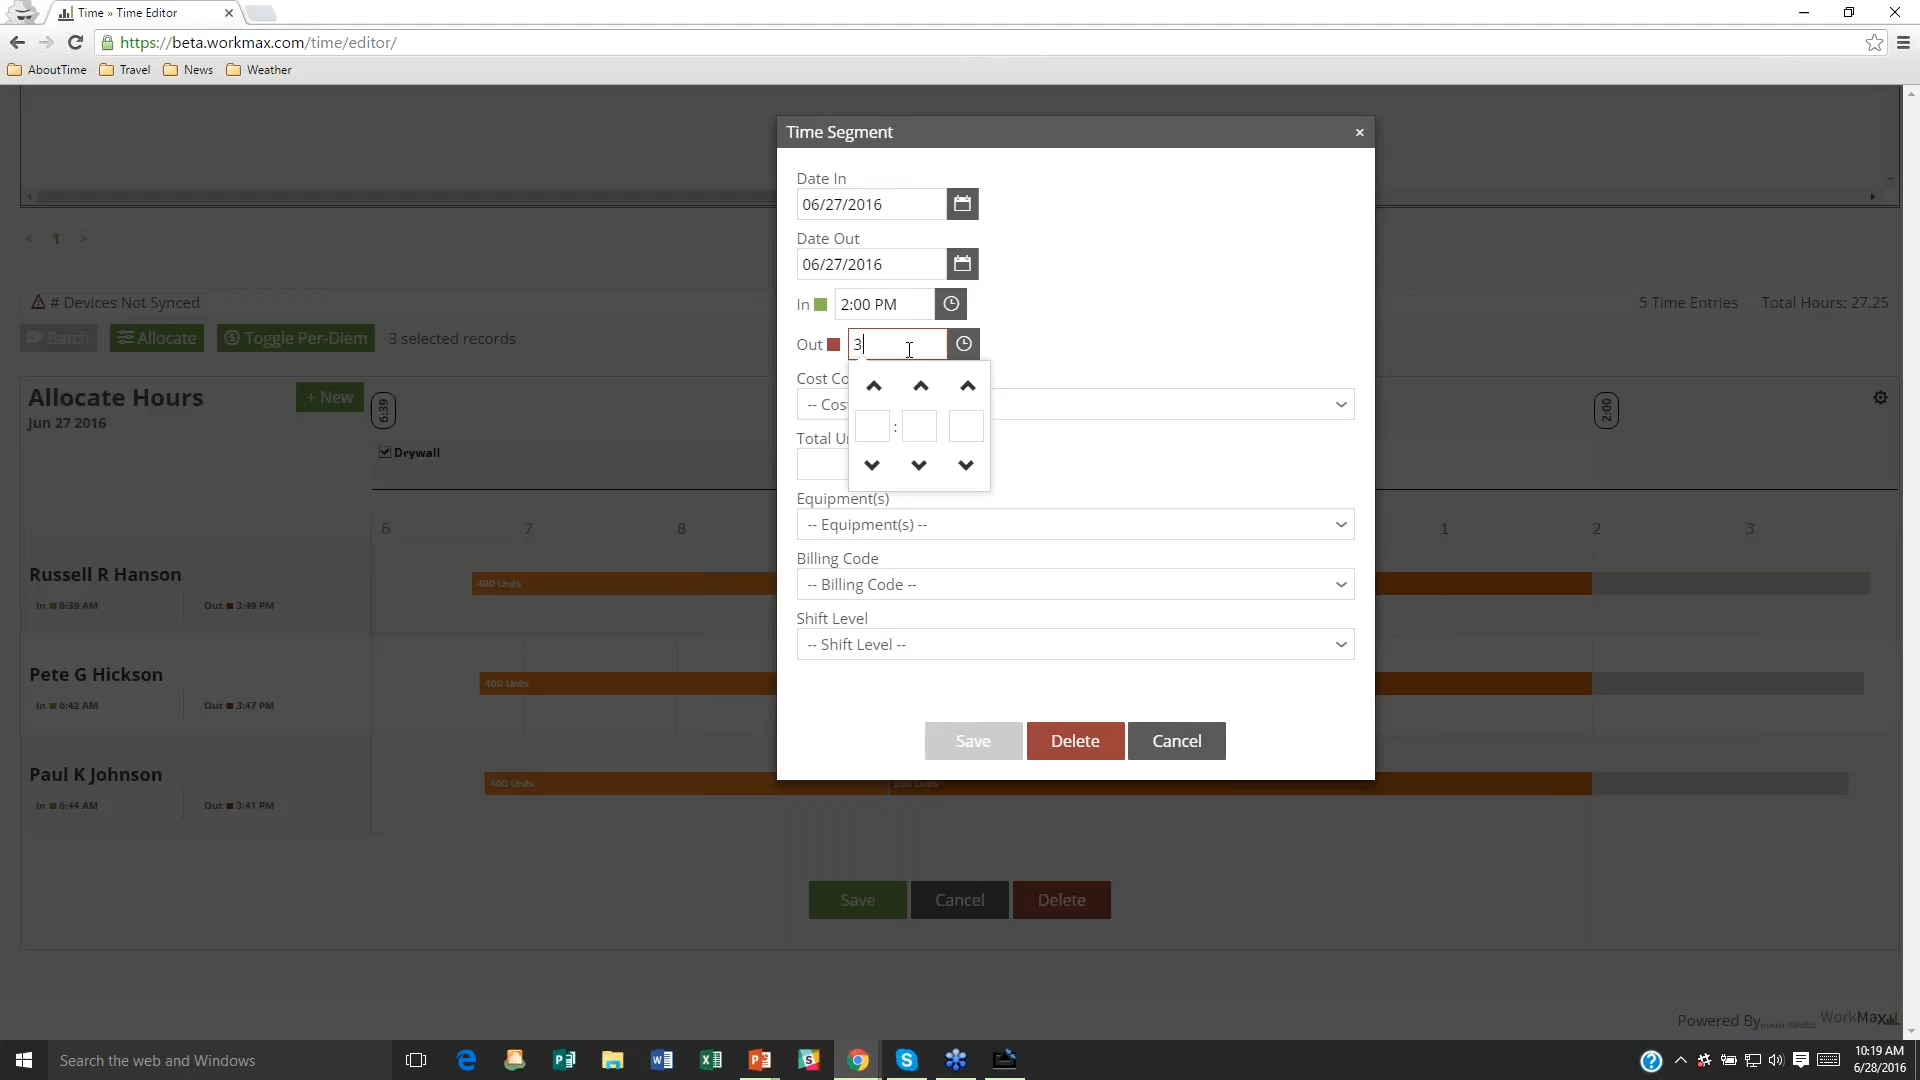 Time » Time Editor
https://beta.workmax.com/time/editor/
AboutTime
Travel
News
Weather
Time Segment
×
Date In
06/27/2016
Date Out
06/27/2016
In
2:00 PM
Out
3
:
Cost Co
-- Cos
Total U
Equipment(s)
-- Equipment(s) --
Billing Code
-- Billing Code --
Shift Level
-- Shift Level --
Save
Delete
Cancel
< 1 >
# Devices Not Synced
5 Time Entries
Total Hours: 27.25
Batch
Allocate
Toggle Per-Diem
3 selected records
Allocate Hours
+ New
Jun 27 2016
6:39
2:00
Drywall
6 7 8 1 2 3
Russell R Hanson
In 6:39 AM
Out 3:49 PM
400 Units
Pete G Hickson
In 6:42 AM
Out 3:47 PM
400 Units
Paul K Johnson
In 6:44 AM
Out 3:41 PM
400 Units
Save
Cancel
Delete
Powered By
WorkMax
Search the web and Windows
10:19 AM
6/28/2016